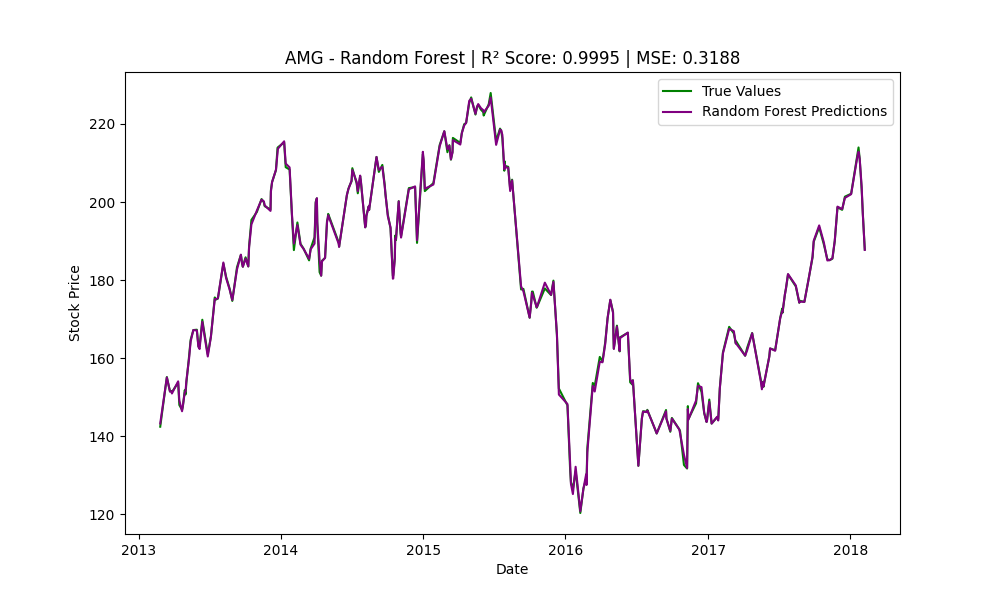 AMG - Random Forest | R² Score: 0.9995 | MSE: 0.3188
True Values
Random Forest Predictions
Stock Price
220
200
180
160
140
120
2013
2014
2015
2016
2017
2018
Date